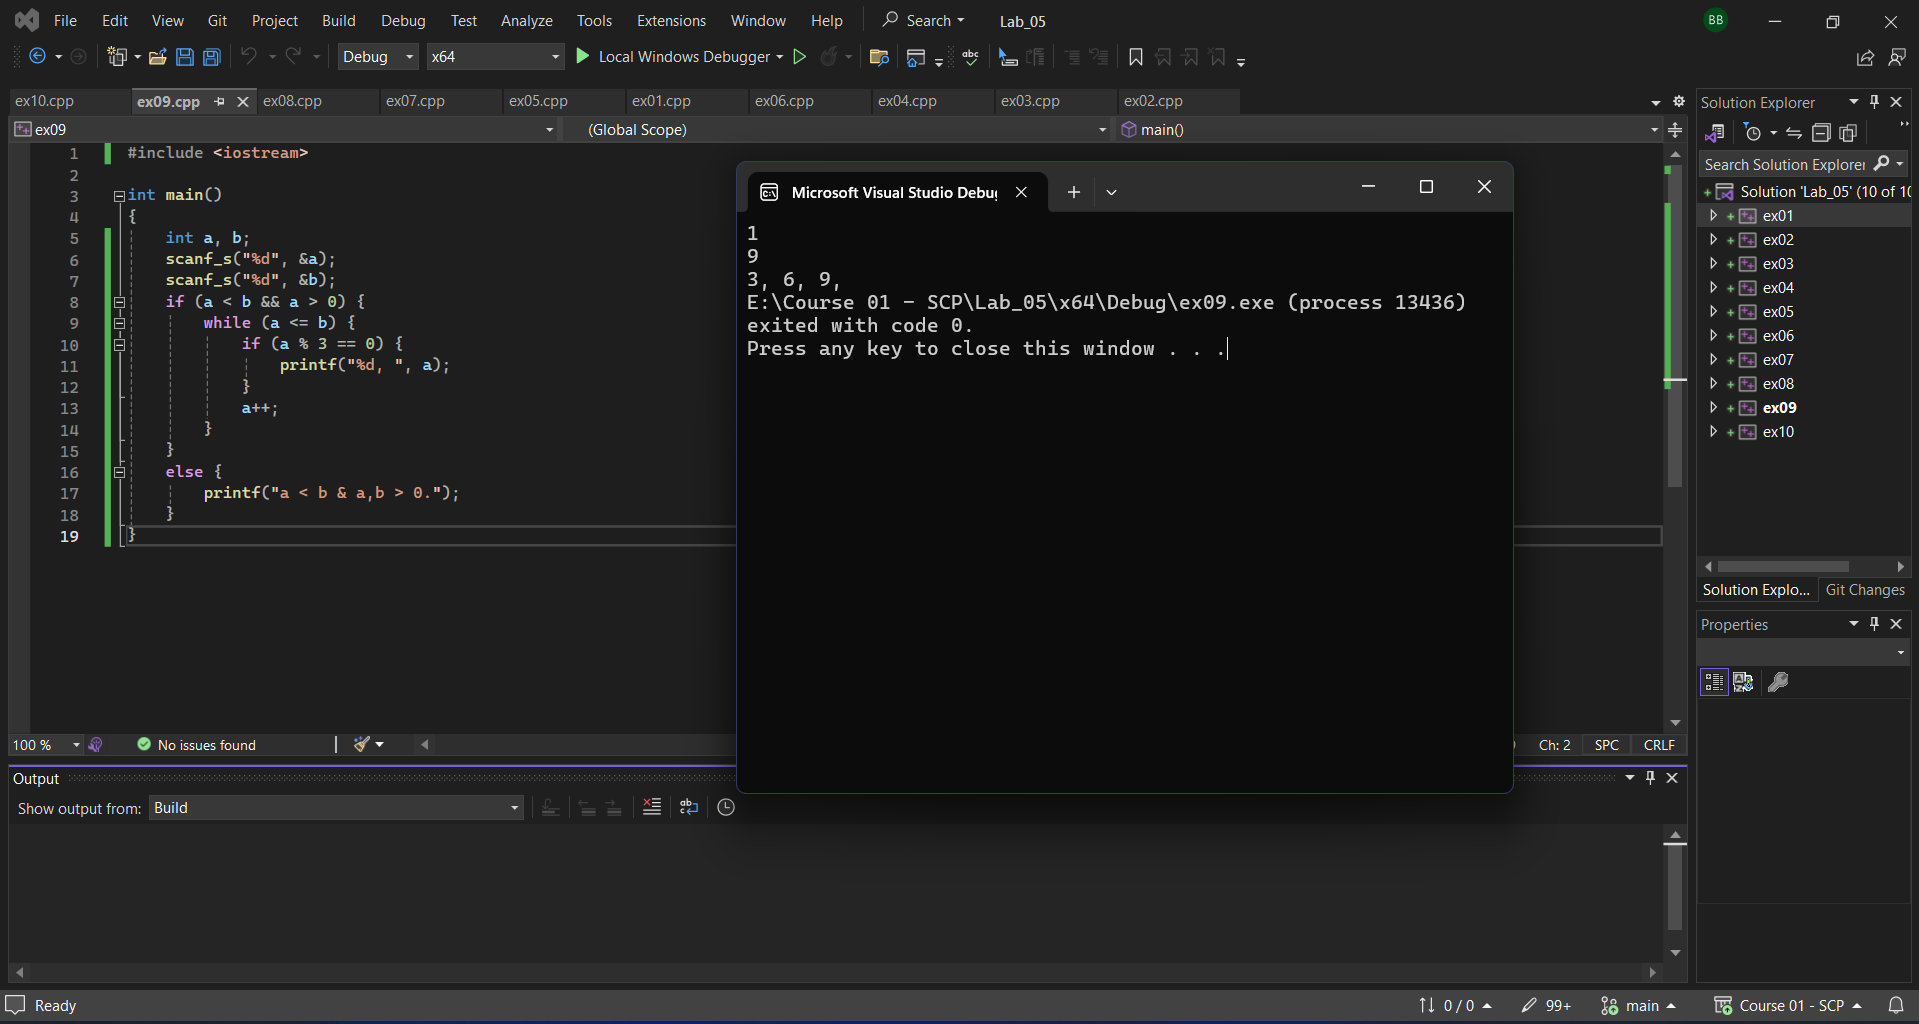 File Edit View Git Project Build Debug Test Analyze Tools Extensions Window Help Search Lab_05 BB
Debug x64 Local Windows Debugger
ex10.cpp ex09.cpp ex08.cpp ex07.cpp ex05.cpp ex01.cpp ex06.cpp ex04.cpp ex03.cpp ex02.cpp
ex09 (Global Scope) main()
1 #include <iostream>
2
3 int main()
4 {
5 int a, b;
6 scanf_s("%d", &a);
7 scanf_s("%d", &b);
8 if (a < b && a > 0) {
9 while (a <= b) {
10 if (a % 3 == 0) {
11 printf("%d, ", a);
12 }
13 a++;
14 }
15 }
16 else {
17 printf("a < b & a,b > 0.");
18 }
19 }
Microsoft Visual Studio Debu
1
9
3, 6, 9,
E:\Course 01 - SCP\Lab_05\x64\Debug\ex09.exe (process 13436)
exited with code 0.
Press any key to close this window . . .
Solution Explorer
Search Solution Explorer
Solution 'Lab_05' (10 of 10
ex01
ex02
ex03
ex04
ex05
ex06
ex07
ex08
ex09
ex10
Solution Explo... Git Changes
Properties
100 % No issues found Ch: 2 SPC CRLF
Output
Show output from: Build
Ready 0 / 0 99+ main Course 01 - SCP